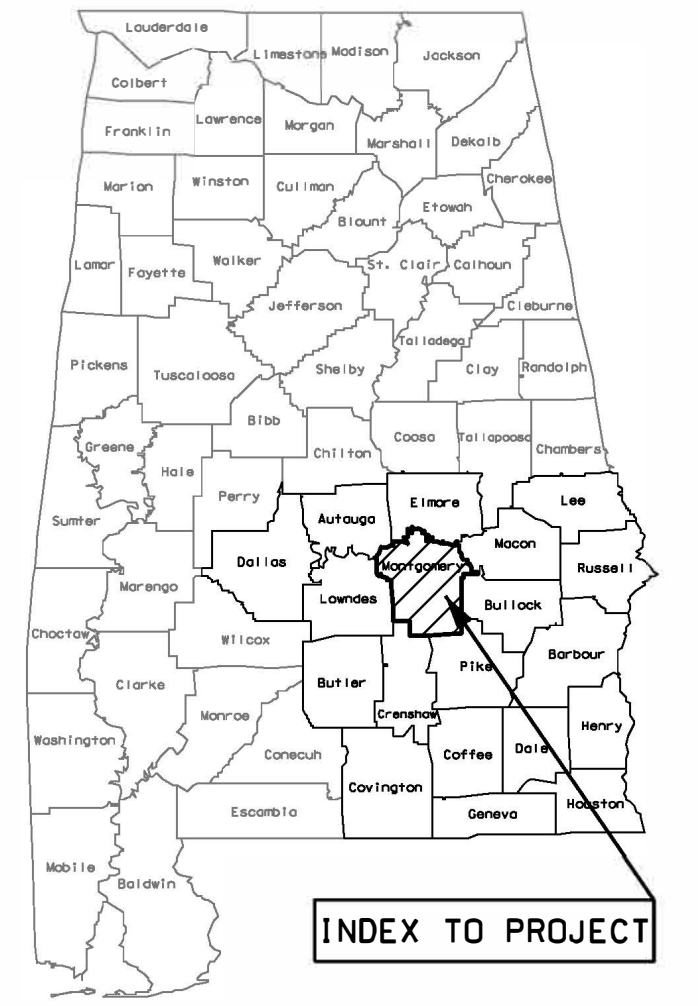 Lauderdale
Limestone
Madison
Jackson
Colbert
Lawrence
Morgan
Franklin
Marshall
Dekalb
Cherokee
Marion
Winston
Cullman
Etowah
Blount
Lamar
Fayette
Walker
St. Clair
Calhoun
Jefferson
Cleburne
Talladega
Pickens
Tuscaloosa
Shelby
Clay
Randolph
Bibb
Greene
Chilton
Coosa
Tallapoosa
Chambers
Hale
Perry
Elmore
Lee
Sumter
Autauga
Macon
Dallas
Montgomery
Russell
Marengo
Lowndes
Bullock
Choctaw
Wilcox
Barbour
Pike
Clarke
Butler
Monroe
Crenshaw
Henry
Washington
Conecuh
Coffee
Dale
Covington
Houston
Escambia
Geneva
Mobile
Baldwin
INDEX TO PROJECT